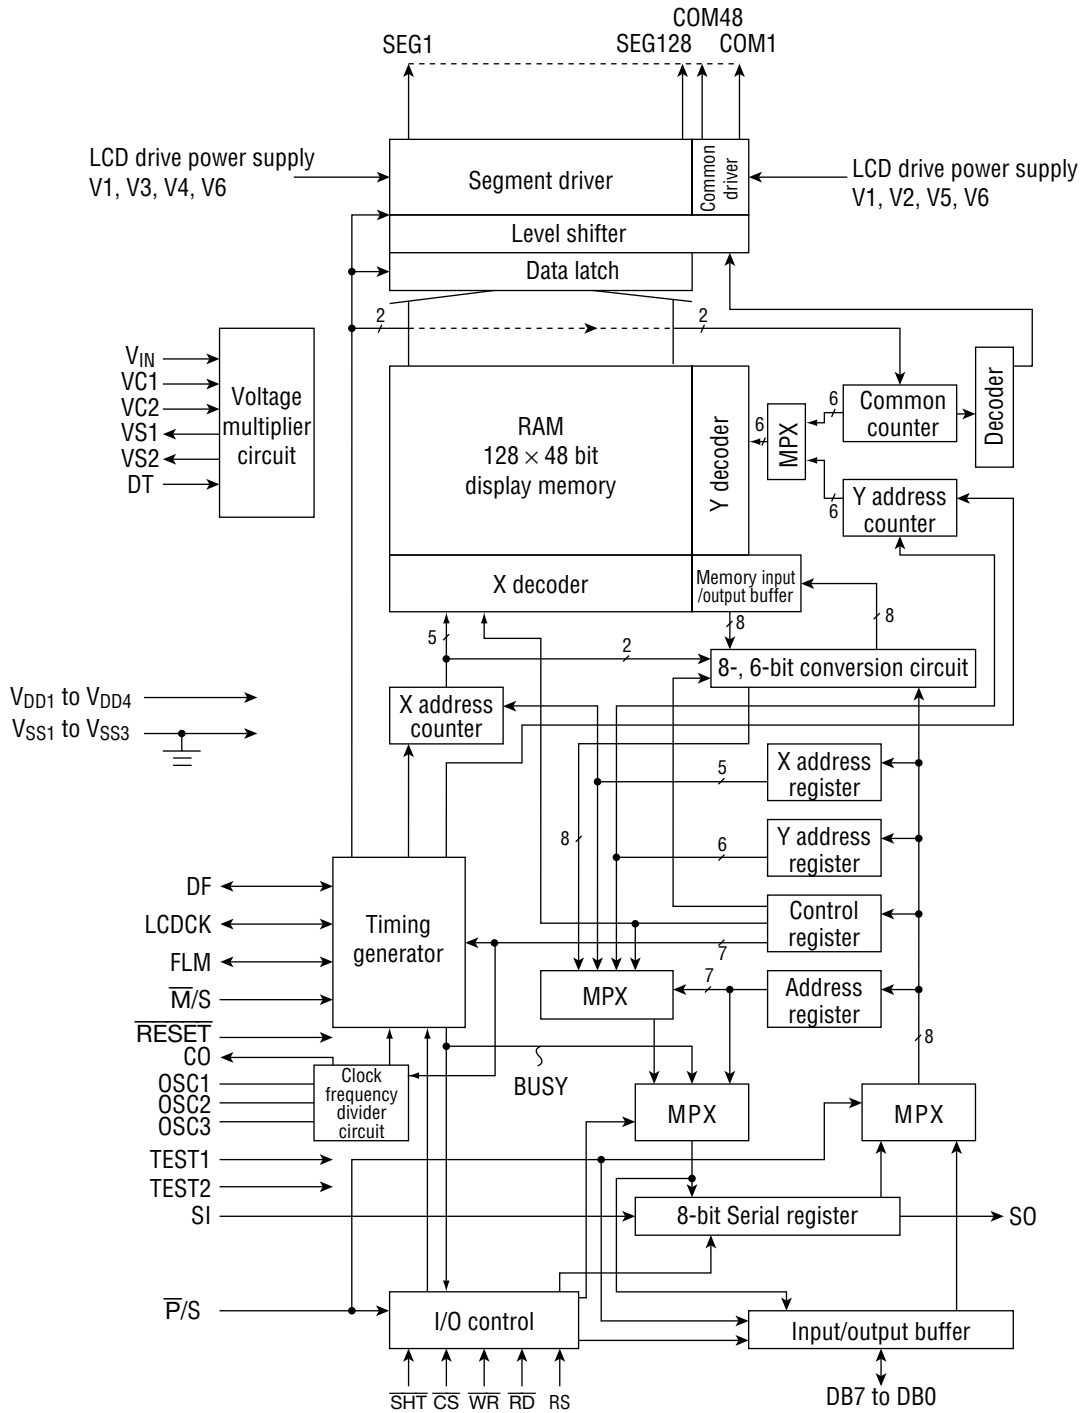 COM48
SEG1
SEG128
COM1
LCD drive power supply
V1, V3, V4, V6
Segment driver
Common
driver
LCD drive power supply
V1, V2, V5, V6
Level shifter
Data latch
2
2
VIN
VC1
VC2
VS1
VS2
DT
Voltage
multiplier
circuit
RAM
128 × 48 bit
display memory
Y decoder
6
MPX
6
6
Common
counter
Decoder
Y address
counter
X decoder
Memory input
/output buffer
5
8
8
2
8-, 6-bit conversion circuit
VDD1 to VDD4
VSS1 to VSS3
X address
counter
5
X address
register
8
6
Y address
register
DF
LCDCK
FLM
M̅/S
R̅E̅S̅E̅T̅
CO
OSC1
OSC2
OSC3
TEST1
TEST2
SI
Timing
generator
Control
register
7
MPX
7
Address
register
8
Clock
frequency
divider
circuit
BUSY
MPX
MPX
8-bit Serial register
SO
P̅/S
I/O control
Input/output buffer
S̅H̅T̅
C̅S̅
W̅R̅
R̅D̅
RS
DB7 to DB0